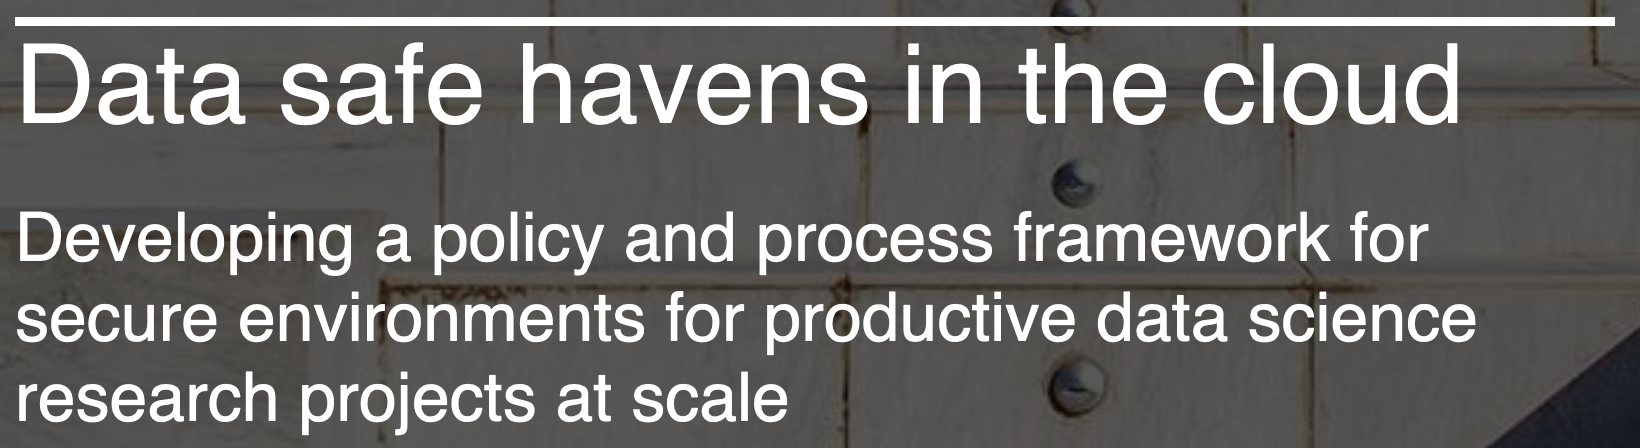 Data safe havens in the cloud
Developing a policy and process framework for
secure environments for productive data science
research projects at scale